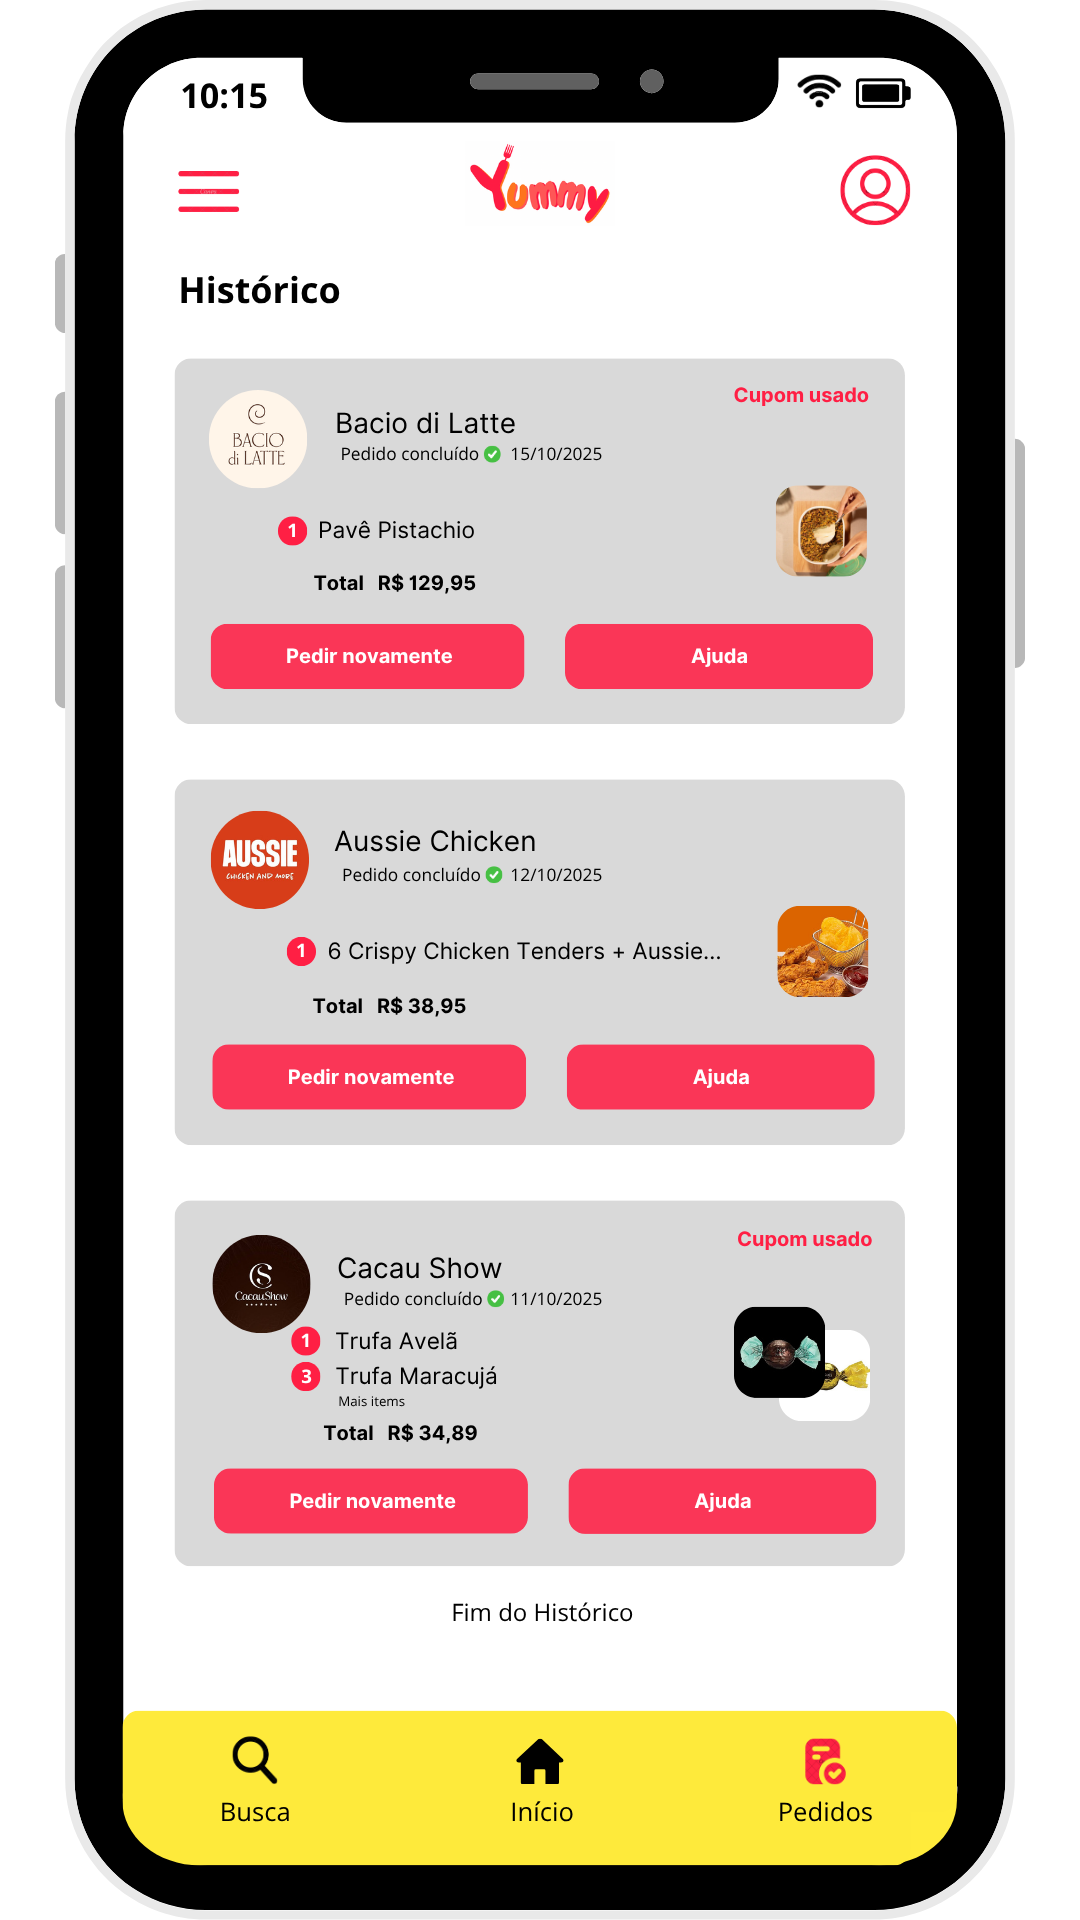 10:15
Yummy
Histórico
Cupom usado
BACIO
di LATTE
Bacio di Latte
Pedido concluído 15/10/2025
1 Pavê Pistachio
Total R$ 129,95
Pedir novamente
Ajuda
AUSSIE
CHICKEN AND MORE
Aussie Chicken
Pedido concluído 12/10/2025
1 6 Crispy Chicken Tenders + Aussie...
Total R$ 38,95
Pedir novamente
Ajuda
Cupom usado
CacauShow
Cacau Show
Pedido concluído 11/10/2025
1 Trufa Avelã
3 Trufa Maracujá
Mais items
Total R$ 34,89
Pedir novamente
Ajuda
Fim do Histórico
Busca
Início
Pedidos